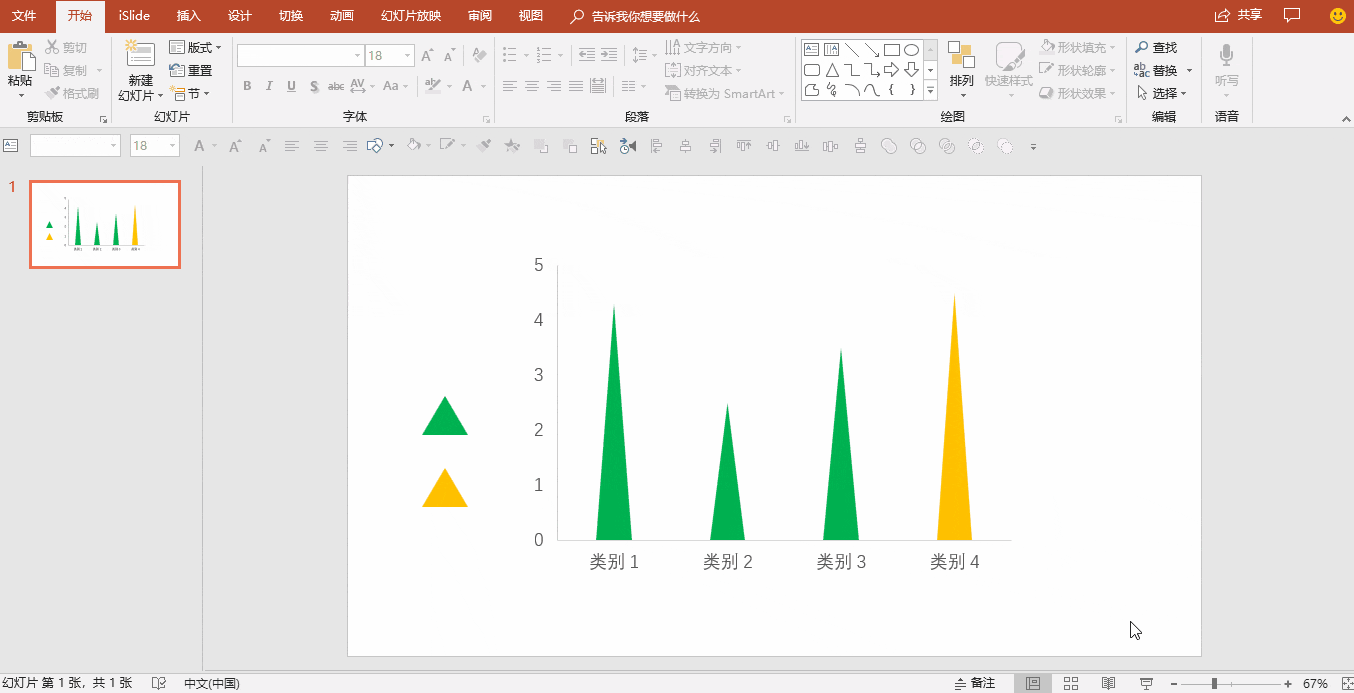 文件 开始 iSlide 插入 设计 切换 动画 幻灯片放映 审阅 视图 告诉我你想要做什么 共享
粘贴 剪切 复制 格式刷
剪贴板
新建 幻灯片 版式 重置 节
幻灯片
18
B I U S abc AV Aa A
字体
文字方向 对齐文本 转换为 SmartArt
段落
排列 快速样式 形状填充 形状轮廓 形状效果
绘图
查找 替换 选择
编辑
听写
语音
18
1
5
4
3
2
1
0
类别 1 类别 2 类别 3 类别 4
幻灯片 第 1 张，共 1 张 中文(中国) 备注 67%